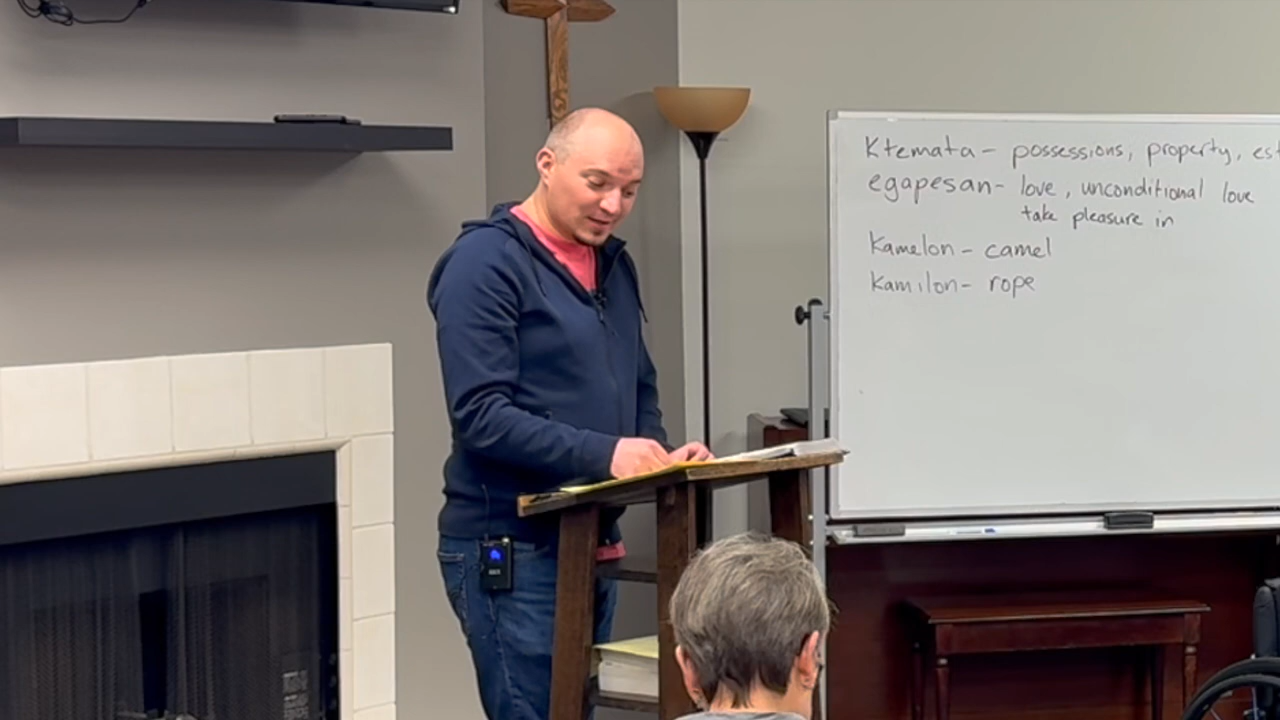 Ktemata - possessions, property, est
egapesan - love, unconditional love
take pleasure in
Kamelon - camel
Kamilon - rope